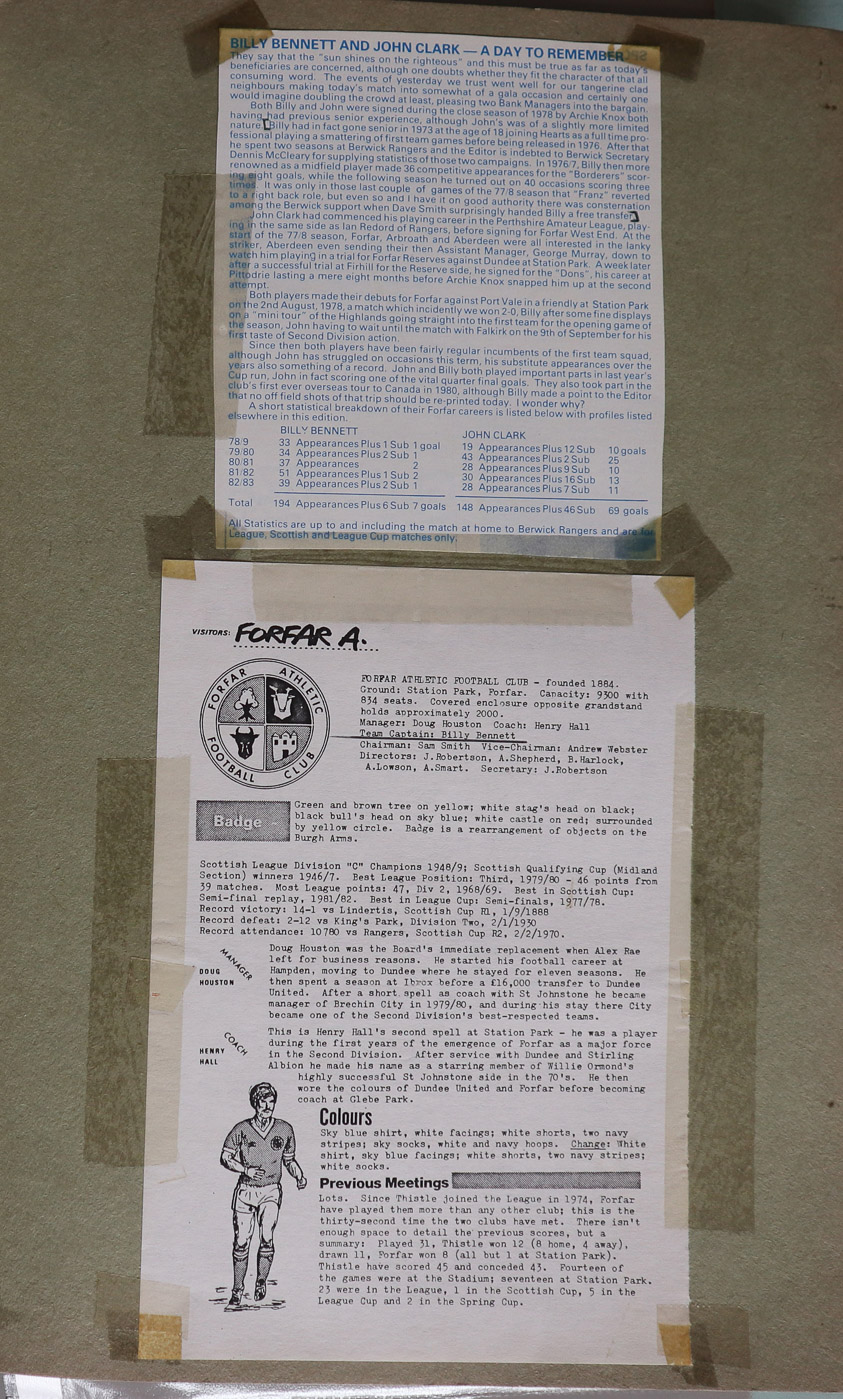 BILLY BENNETT AND JOHN CLARK — A DAY TO REMEMBER
They say that the "sun shines on the righteous" and this must be true as far as today's
beneficiaries are concerned, although one doubts whether they fit the character of that all
consuming word. The events of yesterday we trust went well for our tangerine clad
neighbours making today's match into somewhat of a gala occasion and certainly one
would imagine doubling the crowd at least, pleasing two Bank Managers into the bargain.
Both Billy and John were signed during the close season of 1978 by Archie Knox both
having had previous senior experience, although John's was of a slightly more limited
nature. Billy had in fact gone senior in 1973 at the age of 18 joining Hearts as a full time pro-
fessional playing a smattering of first team games before being released in 1976. After that
he spent two seasons at Berwick Rangers and the Editor is indebted to Berwick Secretary
Dennis McCleary for supplying statistics of those two campaigns. In 1976/7, Billy then more
renowned as a midfield player made 36 competitive appearances for the "Borderers" scor-
ing eight goals, while the following season he turned out on 40 occasions scoring three
times. It was only in those last couple of games of the 77/8 season that "Franz" reverted
to a right back role, but even so and I have it on good authority there was consternation
among the Berwick support when Dave Smith surprisingly handed Billy a free transfer.
John Clark had commenced his playing career in the Perthshire Amateur League, play-
ing in the same side as Ian Redord of Rangers, before signing for Forfar West End. At the
start of the 77/8 season, Forfar, Arbroath and Aberdeen were all interested in the lanky
striker, Aberdeen even sending their then Assistant Manager, George Murray, down to
watch him playing in a trial for Forfar Reserves against Dundee at Station Park. A week later
after a successful trial at Firhill for the Reserve side, he signed for the "Dons", his career at
Pittodrie lasting a mere eight months before Archie Knox snapped him up at the second
attempt.
Both players made their debuts for Forfar against Port Vale in a friendly at Station Park
on the 2nd August, 1978, a match which incidently we won 2-0, Billy after some fine displays
on a "mini tour" of the Highlands going straight into the first team for the opening game of
the season, John having to wait until the match with Falkirk on the 9th of September for his
first taste of Second Division action.
Since then both players have been fairly regular incumbents of the first team squad,
although John has struggled on occasions this term, his substitute appearances over the
years also something of a record. John and Billy both played important parts in last year's
Cup run, John in fact scoring one of the vital quarter final goals. They also took part in the
club's first ever overseas tour to Canada in 1980, although Billy made a point to the Editor
that no off field shots of that trip should be re-printed today. I wonder why?
A short statistical breakdown of their Forfar careers is listed below with profiles listed
elsewhere in this edition.
BILLY BENNETT JOHN CLARK
78/9 33 Appearances Plus 1 Sub 1 goal 19 Appearances Plus 12 Sub 10 goals
79/80 34 Appearances Plus 2 Sub 1 43 Appearances Plus 2 Sub 25
80/81 37 Appearances 2 28 Appearances Plus 9 Sub 10
81/82 51 Appearances Plus 1 Sub 2 30 Appearances Plus 16 Sub 13
82/83 39 Appearances Plus 2 Sub 1 28 Appearances Plus 7 Sub 11
Total 194 Appearances Plus 6 Sub 7 goals 148 Appearances Plus 46 Sub 69 goals
All Statistics are up to and including the match at home to Berwick Rangers and are for
League, Scottish and League Cup matches only.
VISITORS: FORFAR A.
FORFAR ATHLETIC FOOTBALL CLUB
FORFAR ATHLETIC FOOTBALL CLUB - founded 1884.
Ground: Station Park, Forfar. Capacity: 9300 with
834 seats. Covered enclosure opposite grandstand
holds approximately 2000.
Manager: Doug Houston Coach: Henry Hall
Team Captain: Billy Bennett
Chairman: Sam Smith Vice-Chairman: Andrew Webster
Directors: J.Robertson, A.Shepherd, B.Harlock,
A.Lowson, A.Smart. Secretary: J.Robertson
Badge
Green and brown tree on yellow; white stag's head on black;
black bull's head on sky blue; white castle on red; surrounded
by yellow circle. Badge is a rearrangement of objects on the
Burgh Arms.
Scottish League Division "C" Champions 1948/9; Scottish Qualifying Cup (Midland
Section) winners 1946/7. Best League Position: Third, 1979/80 - 46 points from
39 matches. Most League points: 47, Div 2, 1968/69. Best in Scottish Cup:
Semi-final replay, 1981/82. Best in League Cup: Semi-finals, 1977/78.
Record victory: 14-1 vs Lindertis, Scottish Cup R1, 1/9/1888
Record defeat: 2-12 vs King's Park, Division Two, 2/1/1930
Record attendance: 10780 vs Rangers, Scottish Cup R2, 2/2/1970.
MANAGER
DOUG
HOUSTON
Doug Houston was the Board's immediate replacement when Alex Rae
left for business reasons. He started his football career at
Hampden, moving to Dundee where he stayed for eleven seasons. He
then spent a season at Ibrox before a £16,000 transfer to Dundee
United. After a short spell as coach with St Johnstone he became
manager of Brechin City in 1979/80, and during his stay there City
became one of the Second Division's best-respected teams.
COACH
HENRY
HALL
This is Henry Hall's second spell at Station Park - he was a player
during the first years of the emergence of Forfar as a major force
in the Second Division. After service with Dundee and Stirling
Albion he made his name as a starring member of Willie Ormond's
highly successful St Johnstone side in the 70's. He then
wore the colours of Dundee United and Forfar before becoming
coach at Glebe Park.
Colours
Sky blue shirt, white facings; white shorts, two navy
stripes; sky socks, white and navy hoops. Change: White
shirt, sky blue facings; white shorts, two navy stripes;
white socks.
Previous Meetings
Lots. Since Thistle joined the League in 1974, Forfar
have played them more than any other club; this is the
thirty-second time the two clubs have met. There isn't
enough space to detail the previous scores, but a
summary: Played 31, Thistle won 12 (8 home, 4 away),
drawn 11, Forfar won 8 (all but 1 at Station Park).
Thistle have scored 45 and conceded 43. Fourteen of
the games were at the Stadium; seventeen at Station Park.
23 were in the League, 1 in the Scottish Cup, 5 in the
League Cup and 2 in the Spring Cup.